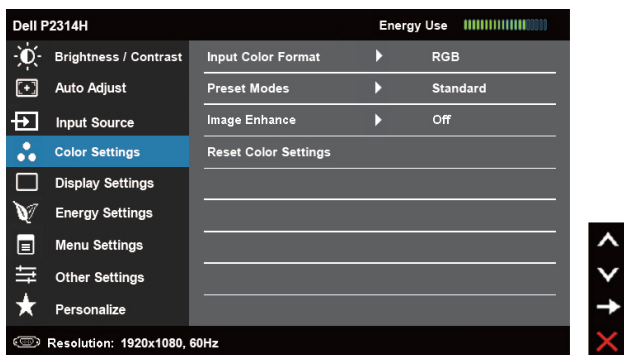 Dell P2314H
Energy Use
Brightness / Contrast
Auto Adjust
Input Source
Color Settings
Display Settings
Energy Settings
Menu Settings
Other Settings
Personalize
Input Color Format RGB
Preset Modes Standard
Image Enhance Off
Reset Color Settings
Resolution: 1920x1080, 60Hz